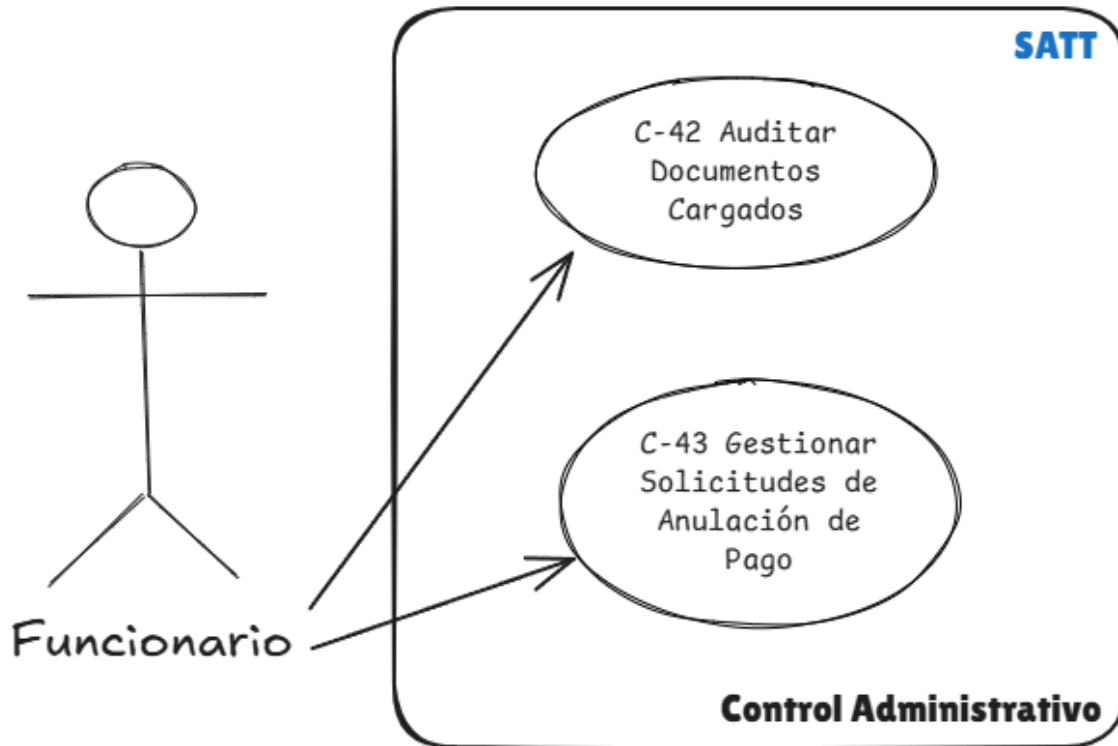 SATT
C-42 Auditar
Documentos
Cargados
C-43 Gestionar
Solicitudes de
Anulación de
Pago
Funcionario
Control Administrativo